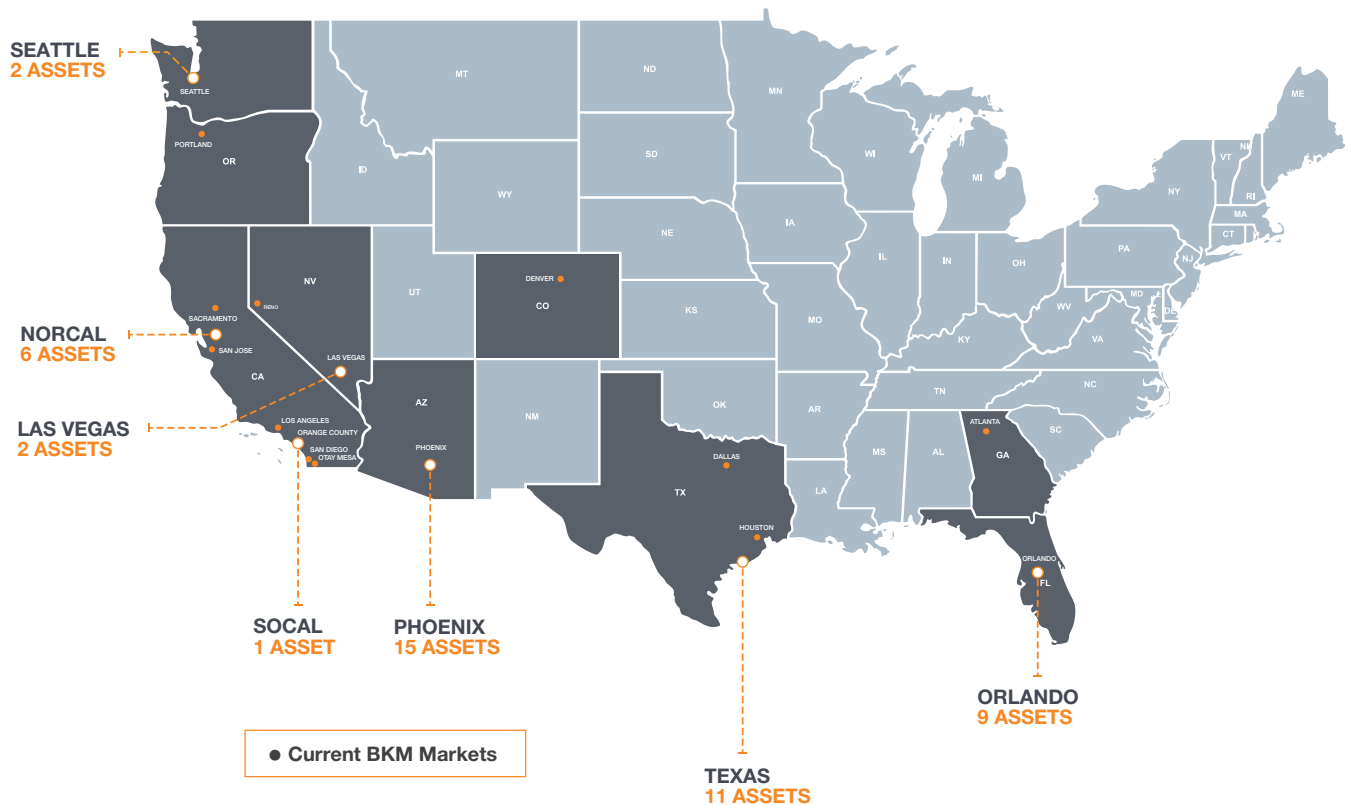 SEATTLE
2 ASSETS
SEATTLE
PORTLAND
OR
ID
MT
WY
ND
SD
NE
MN
IA
WI
MI
IL
IN
OH
PA
NY
VT
NH
ME
RI
MA
CT
NJ
MD
DE
WV
VA
KY
NC
TN
SC
NV
UT
DENVER
CO
KS
MO
RENO
SACRAMENTO
SAN JOSE
CA
NORCAL
6 ASSETS
LAS VEGAS
LAS VEGAS
2 ASSETS
LOS ANGELES
ORANGE COUNTY
SAN DIEGO
OTAY MESA
AZ
PHOENIX
NM
OK
AR
MS
AL
LA
ATLANTA
GA
DALLAS
TX
HOUSTON
ORLANDO
FL
SOCAL
1 ASSET
PHOENIX
15 ASSETS
ORLANDO
9 ASSETS
TEXAS
11 ASSETS
Current BKM Markets